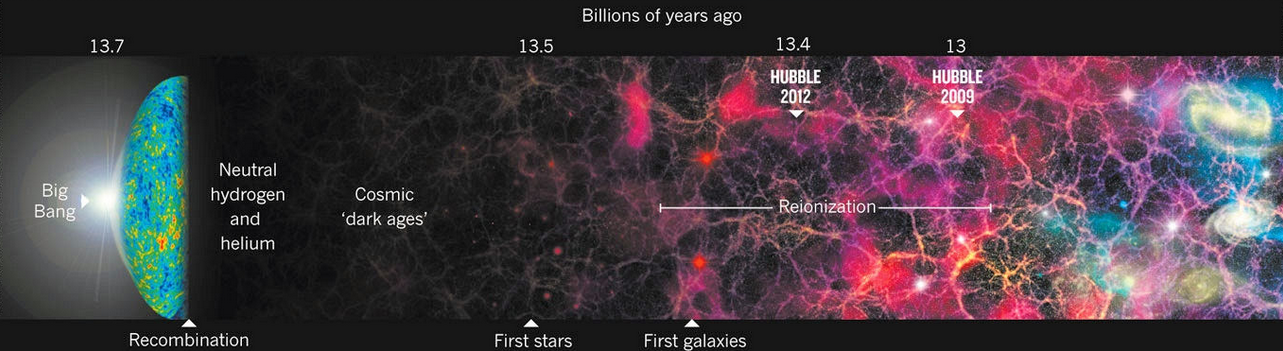 Billions of years ago
13.7
13.5
13.4
13
HUBBLE
2012
HUBBLE
2009
Big
Bang
Neutral
hydrogen
and
helium
Cosmic
‘dark ages’
Reionization
Recombination
First stars
First galaxies